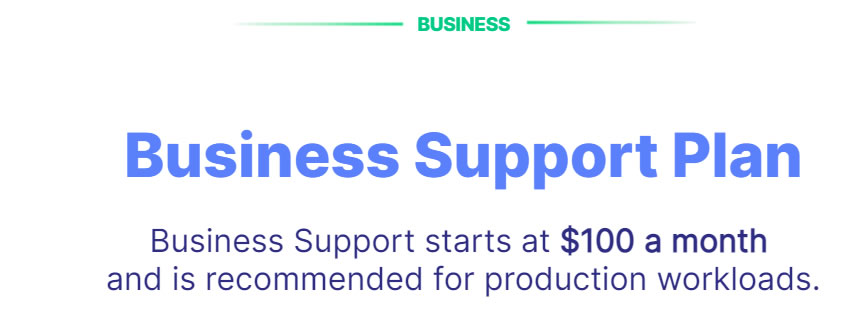 BUSINESS
Business Support Plan
Business Support starts at $100 a month
and is recommended for production workloads.